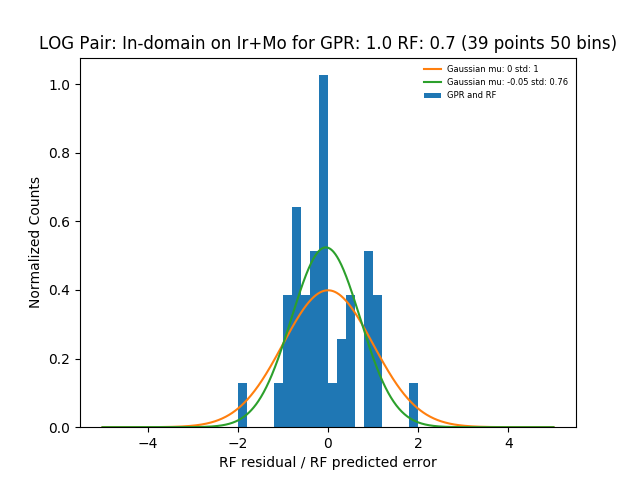 LOG Pair: In-domain on Ir+Mo for GPR: 1.0 RF: 0.7 (39 points 50 bins)
Gaussian mu: 0 std: 1
Gaussian mu: -0.05 std: 0.76
GPR and RF
Normalized Counts
1.0
0.8
0.6
0.4
0.2
0.0
−4 −2 0 2 4
RF residual / RF predicted error